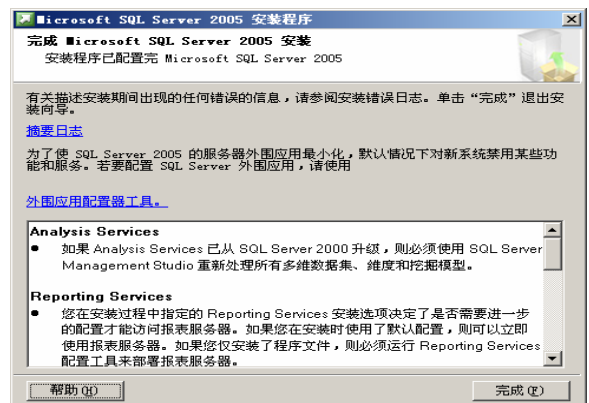 Microsoft SQL Server 2005 安装程序
完成 Microsoft SQL Server 2005 安装
安装程序已配置完 Microsoft SQL Server 2005
有关描述安装期间出现的任何错误的信息，请参阅安装错误日志。单击“完成”退出安
装向导。
摘要日志
为了使 SQL Server 2005 的服务器外围应用最小化，默认情况下对新系统禁用某些功
能和服务。若要配置 SQL Server 外围应用，请使用
外围应用配置器工具。
Analysis Services
● 如果 Analysis Services 已从 SQL Server 2000 升级，则必须使用 SQL Server
Management Studio 重新处理所有多维数据集、维度和挖掘模型。
Reporting Services
● 您在安装过程中指定的 Reporting Services 安装选项决定了是否需要进一步
的配置才能访问报表服务器。如果您在安装时使用了默认配置，则可以立即
使用报表服务器。如果您仅安装了程序文件，则必须运行 Reporting Services
配置工具来部署报表服务器。
帮助(H)
完成(F)